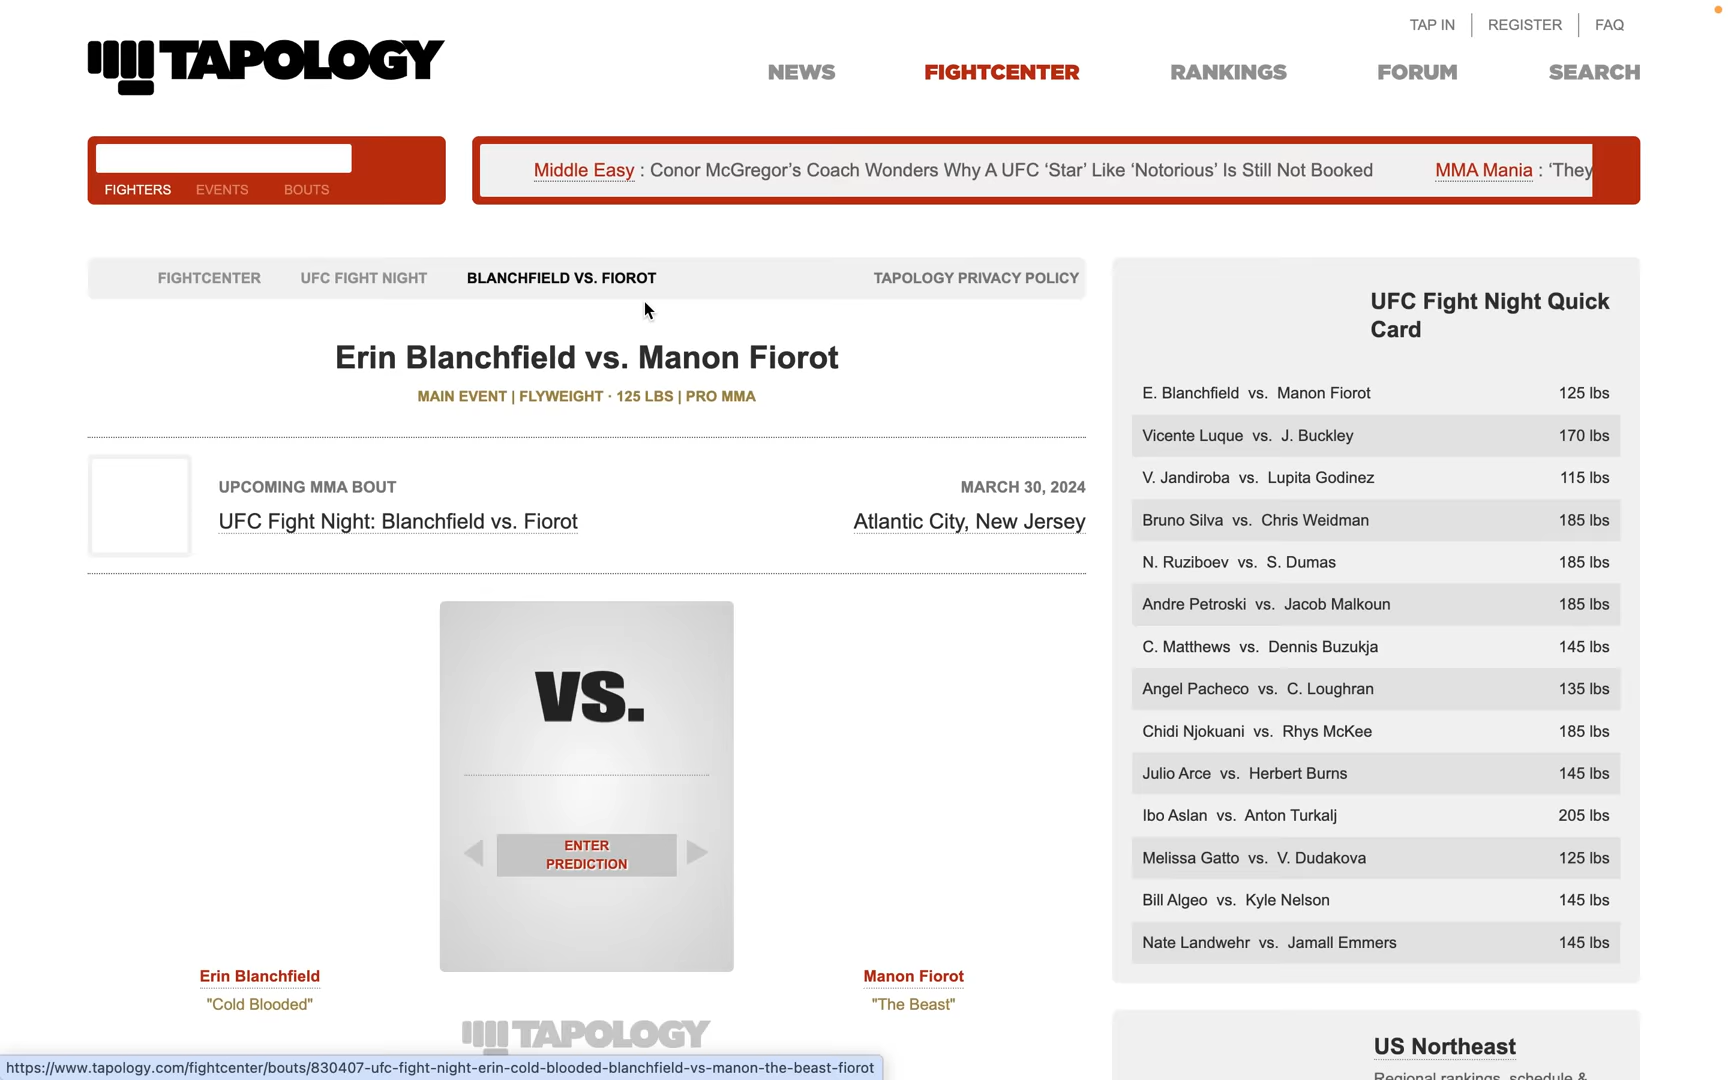 TAP IN
REGISTER
FAQ
TAPOLOGY
NEWS
FIGHTCENTER
RANKINGS
FORUM
SEARCH
FIGHTERS
EVENTS
BOUTS
Middle Easy : Conor McGregor’s Coach Wonders Why A UFC ‘Star’ Like ‘Notorious’ Is Still Not Booked
MMA Mania : ‘They
FIGHTCENTER
UFC FIGHT NIGHT
BLANCHFIELD VS. FIOROT
TAPOLOGY PRIVACY POLICY
Erin Blanchfield vs. Manon Fiorot
MAIN EVENT | FLYWEIGHT · 125 LBS | PRO MMA
UPCOMING MMA BOUT
MARCH 30, 2024
UFC Fight Night: Blanchfield vs. Fiorot
Atlantic City, New Jersey
VS.
ENTER
PREDICTION
Erin Blanchfield
Manon Fiorot
"Cold Blooded"
"The Beast"
TAPOLOGY
UFC Fight Night Quick
Card
E. Blanchfield vs. Manon Fiorot 125 lbs
Vicente Luque vs. J. Buckley 170 lbs
V. Jandiroba vs. Lupita Godinez 115 lbs
Bruno Silva vs. Chris Weidman 185 lbs
N. Ruziboev vs. S. Dumas 185 lbs
Andre Petroski vs. Jacob Malkoun 185 lbs
C. Matthews vs. Dennis Buzukja 145 lbs
Angel Pacheco vs. C. Loughran 135 lbs
Chidi Njokuani vs. Rhys McKee 185 lbs
Julio Arce vs. Herbert Burns 145 lbs
Ibo Aslan vs. Anton Turkalj 205 lbs
Melissa Gatto vs. V. Dudakova 125 lbs
Bill Algeo vs. Kyle Nelson 145 lbs
Nate Landwehr vs. Jamall Emmers 145 lbs
US Northeast
Regional rankings, schedule &
https://www.tapology.com/fightcenter/bouts/830407-ufc-fight-night-erin-cold-blooded-blanchfield-vs-manon-the-beast-fiorot